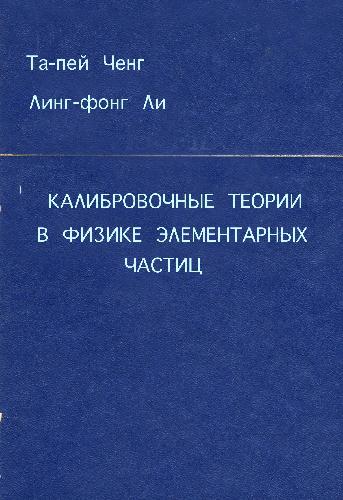 Та-пей Ченг
Линг-фонг Ли
КАЛИБРОВОЧНЫЕ ТЕОРИИ
В ФИЗИКЕ ЭЛЕМЕНТАРНЫХ
ЧАСТИЦ